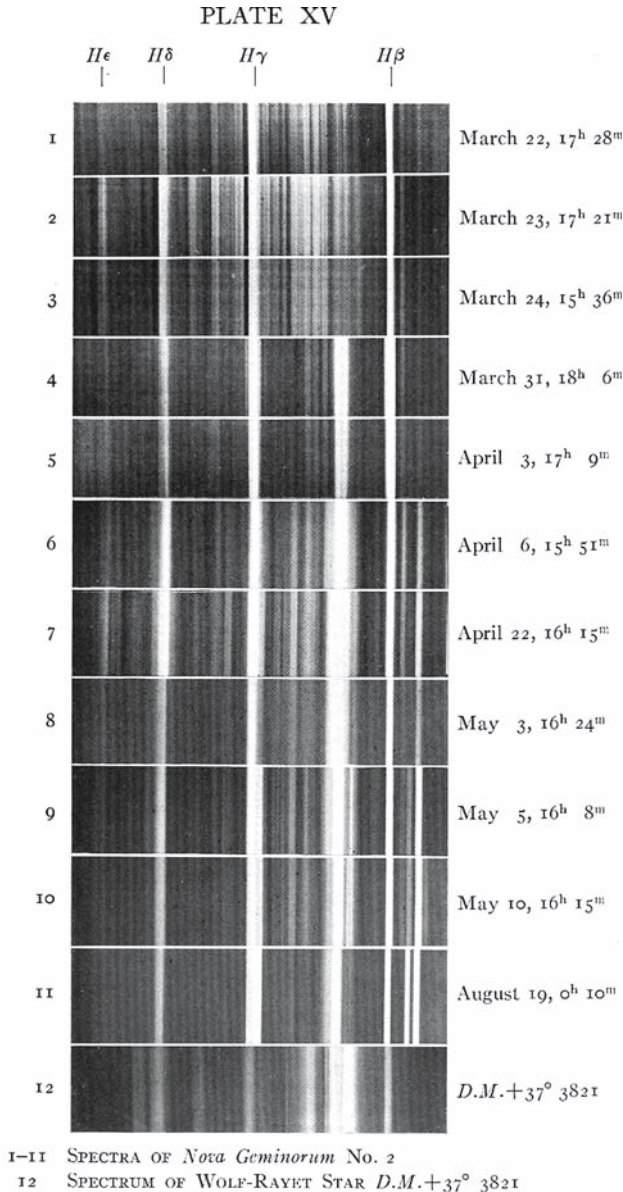 PLATE XV
Hε Hδ Hγ Hβ
1 March 22, 17ʰ 28ᵐ
2 March 23, 17ʰ 21ᵐ
3 March 24, 15ʰ 36ᵐ
4 March 31, 18ʰ 6ᵐ
5 April 3, 17ʰ 9ᵐ
6 April 6, 15ʰ 51ᵐ
7 April 22, 16ʰ 15ᵐ
8 May 3, 16ʰ 24ᵐ
9 May 5, 16ʰ 8ᵐ
10 May 10, 16ʰ 15ᵐ
11 August 19, 0ʰ 10ᵐ
12 D.M.+37° 3821
1–11 SPECTRA OF Nova Geminorum No. 2
12 SPECTRUM OF WOLF-RAYET STAR D.M.+37° 3821